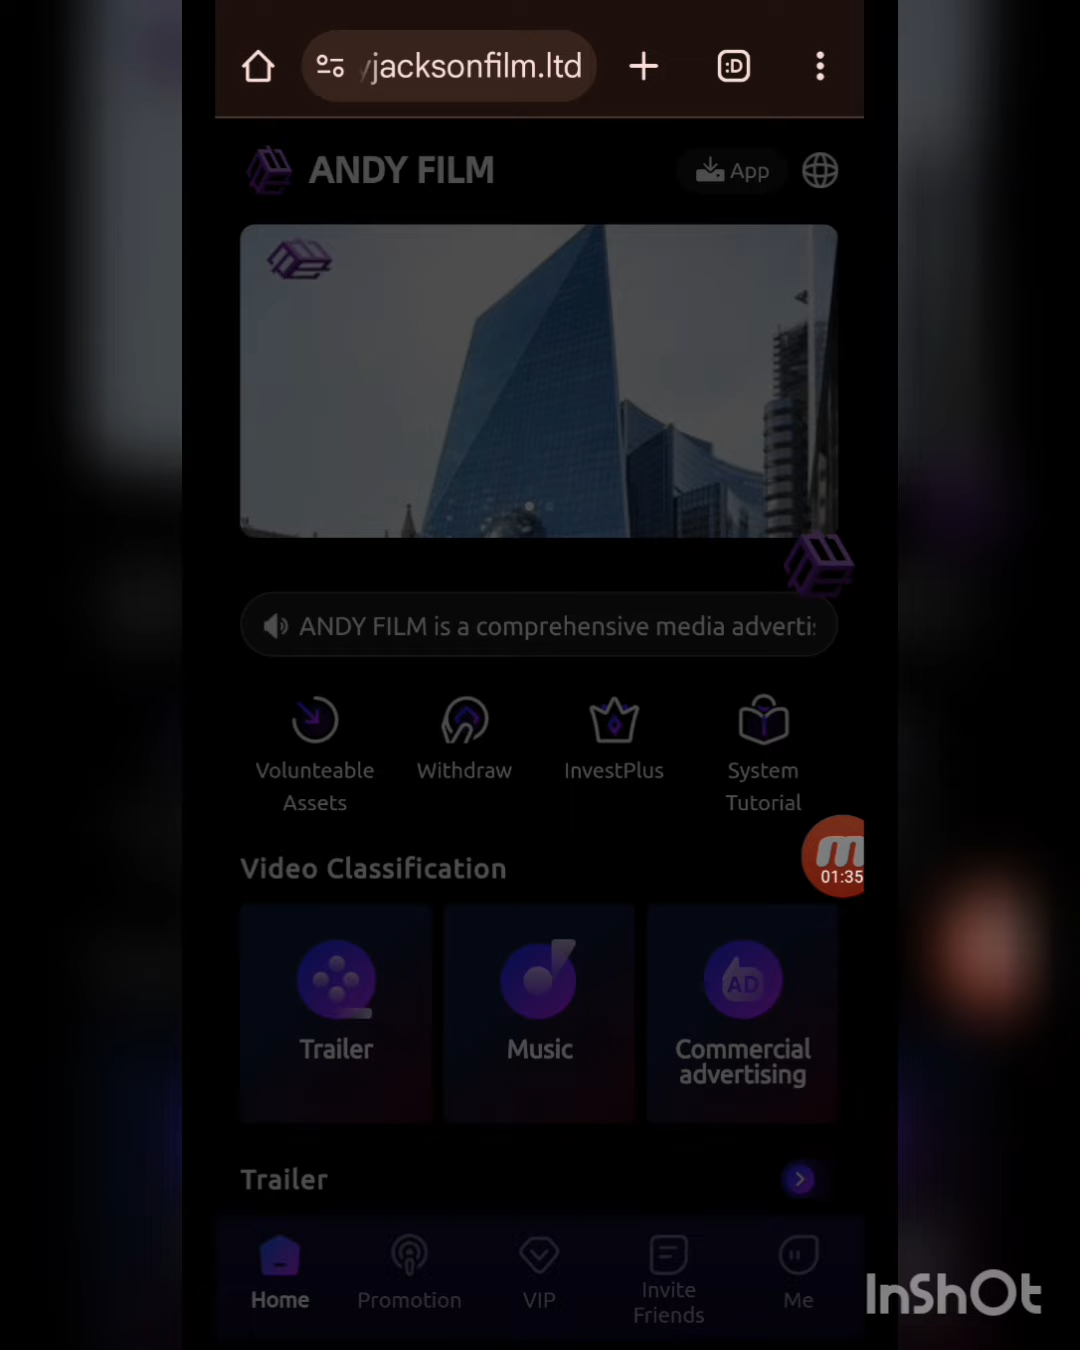 jacksonfilm.ltd
:D
ANDY FILM
App
ANDY FILM is a comprehensive media adverti
Volunteable
Assets
Withdraw
InvestPlus
System
Tutorial
01:35
Video Classification
Trailer
Music
AD
Commercial
advertising
Trailer
Home
Promotion
VIP
Invite
Friends
Me
InShOt